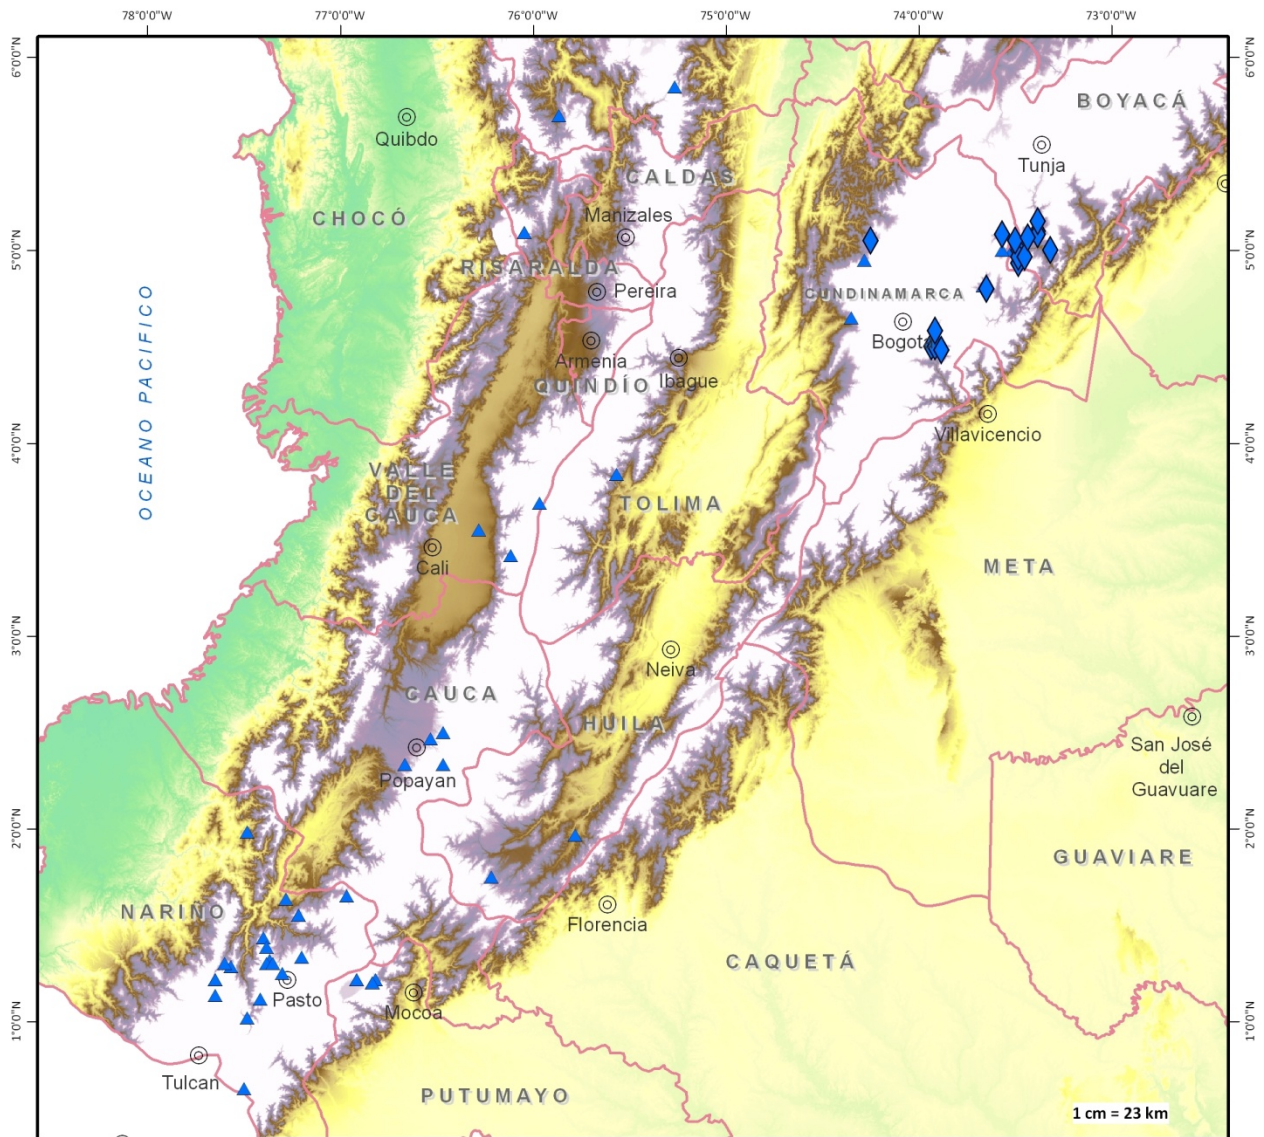 78°0'0"W
77°0'0"W
76°0'0"W
75°0'0"W
74°0'0"W
73°0'0"W
6°0'0"N
6°0'0"N
BOYACÁ
Quibdo
Tunja
CALDAS
CHOCÓ
Manizales
5°0'0"N
5°0'0"N
RISARALDA
Pereira
CUNDINAMARCA
Bogota
Armenia
QUINDÍO
Ibague
OCEANO PACIFICO
Villavicencio
4°0'0"N
4°0'0"N
VALLE
DEL
CAUCA
TOLIMA
Cali
META
3°0'0"N
3°0'0"N
Neiva
CAUCA
HUILA
San José
del
Guavuare
Popayan
2°0'0"N
2°0'0"N
GUAVIARE
NARIÑO
Florencia
CAQUETÁ
Pasto
Mocoa
1°0'0"N
1°0'0"N
Tulcan
PUTUMAYO
1 cm = 23 km